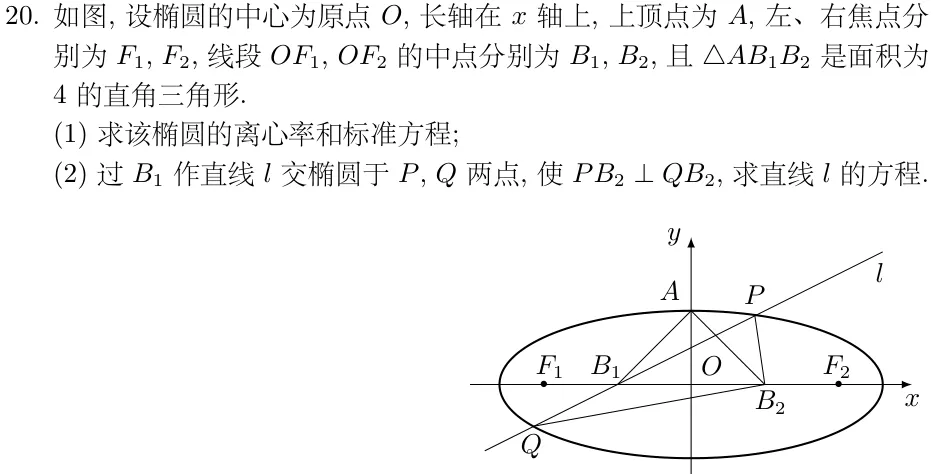 20. 如图, 设椭圆的中心为原点 O, 长轴在 x 轴上, 上顶点为 A, 左、右焦点分
别为 F₁, F₂, 线段 OF₁, OF₂ 的中点分别为 B₁, B₂, 且 △AB₁B₂ 是面积为
4 的直角三角形.
(1) 求该椭圆的离心率和标准方程;
(2) 过 B₁ 作直线 l 交椭圆于 P, Q 两点, 使 PB₂ ⊥ QB₂, 求直线 l 的方程.
y
l
A
P
F₁
B₁
O
F₂
B₂
x
Q